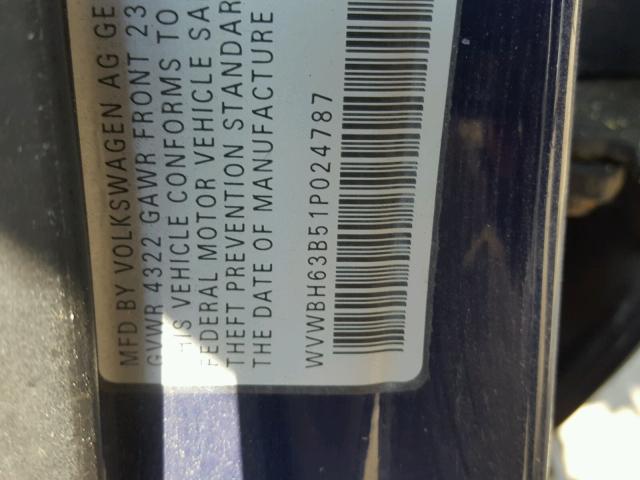 MFD BY VOLKSWAGEN AG GE
GVWR 4322 GAWR FRONT 23
THIS VEHICLE CONFORMS TO
FEDERAL MOTOR VEHICLE SA
THEFT PREVENTION STANDAR
THE DATE OF MANUFACTURE
WVWBH63B51P024787